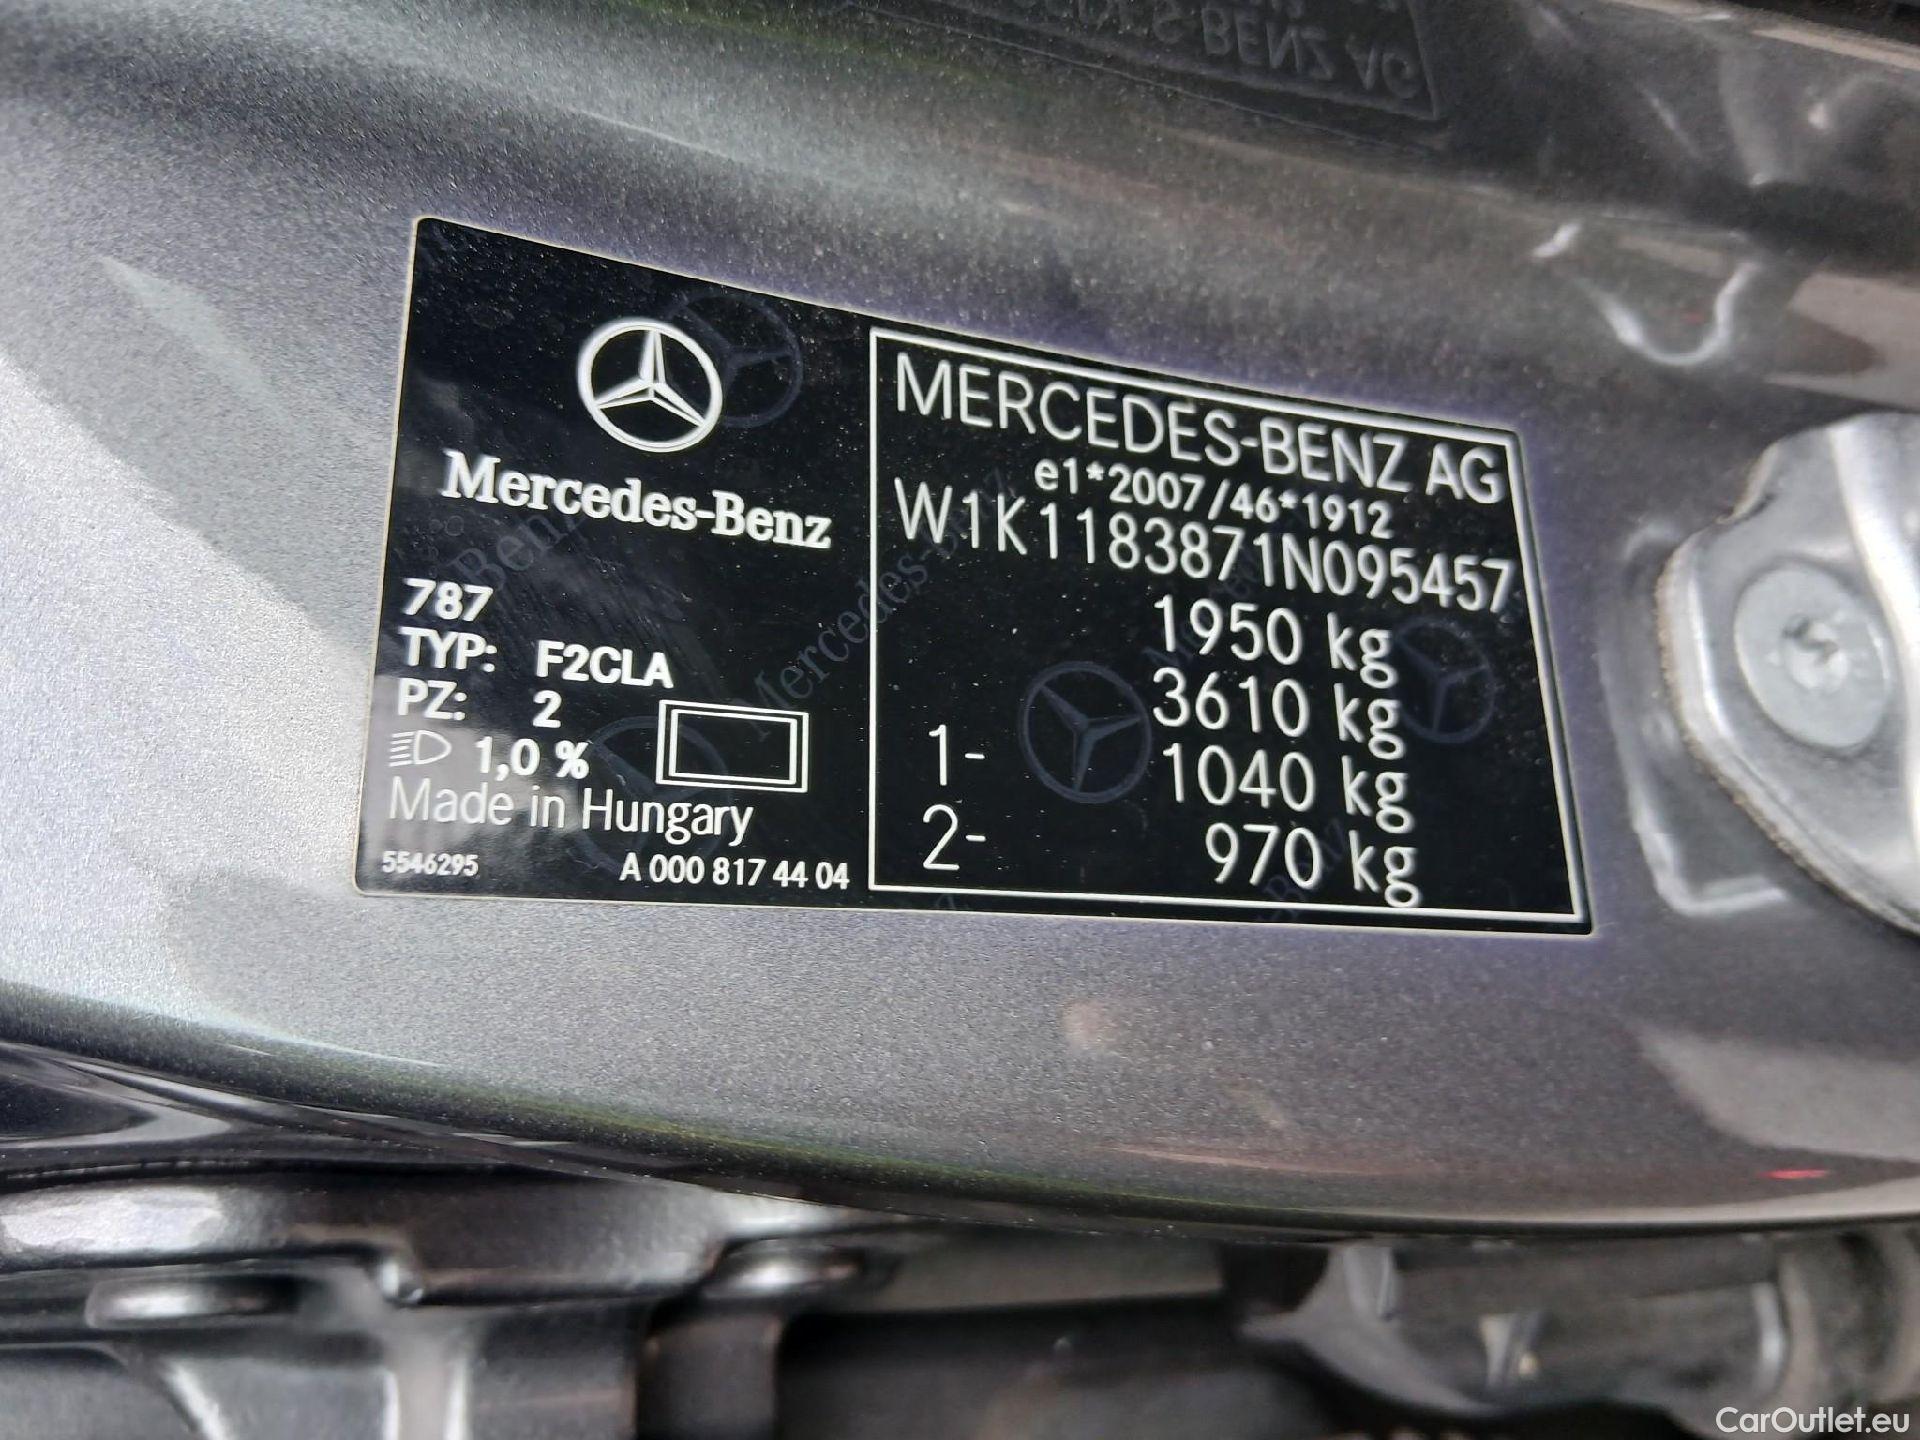 Mercedes-Benz
787
TYP: F2CLA
PZ: 2
1,0 %
Made in Hungary
5546295 A 000 817 44 04
MERCEDES-BENZ AG
e1*2007/46*1912
W1K1183871N095457
1950 kg
3610 kg
1- 1040 kg
2- 970 kg
CarOutlet.eu